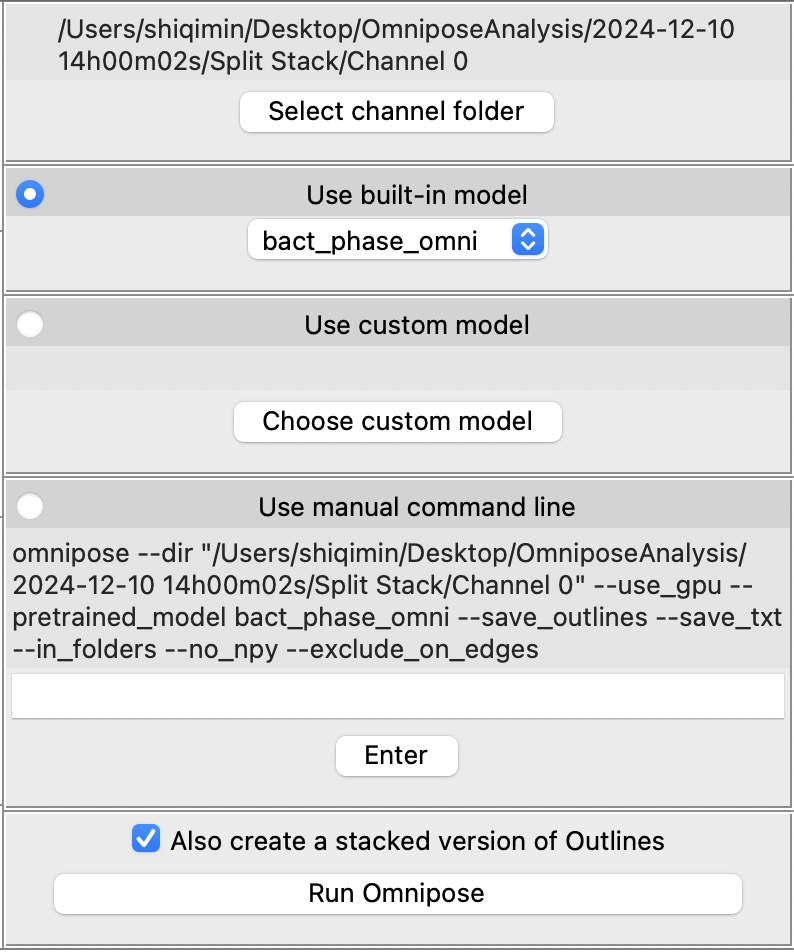 /Users/shiqimin/Desktop/OmniposeAnalysis/2024-12-10
14h00m02s/Split Stack/Channel 0
Select channel folder
Use built-in model
bact_phase_omni
Use custom model
Choose custom model
Use manual command line
omnipose --dir "/Users/shiqimin/Desktop/OmniposeAnalysis/
2024-12-10 14h00m02s/Split Stack/Channel 0" --use_gpu --
pretrained_model bact_phase_omni --save_outlines --save_txt
--in_folders --no_npy --exclude_on_edges
Enter
Also create a stacked version of Outlines
Run Omnipose